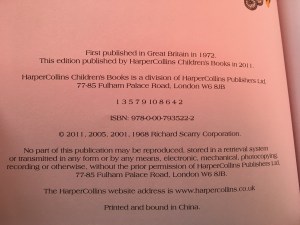 First published in Great Britain in 1972.
This edition published by HarperCollins Children's Books in 2011.
HarperCollins Children's Books is a division of HarperCollins Publishers Ltd.
77-85 Fulham Palace Road, London W6 8JB.
1 3 5 7 9 10 8 6 4 2
ISBN: 978-0-00-793522-2
© 2011, 2005, 2001, 1968 Richard Scarry Corporation.
No part of this publication may be reproduced, stored in a retrieval system
or transmitted in any form or by any means, electronic, mechanical, photocopying
recording or otherwise, without the prior permission of HarperCollins Publishers Ltd.
77-85 Fulham Palace Road, London W6 8JB.
The HarperCollins website address is www.harpercollins.co.uk
Printed and bound in China.